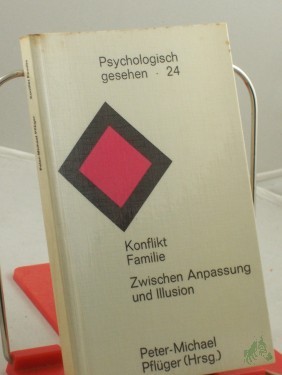 Psychologisch
gesehen - 24
Konflikt
Familie
Zwischen Anpassung
und Illusion
Peter-Michael
Pflüger (Hrsg.)